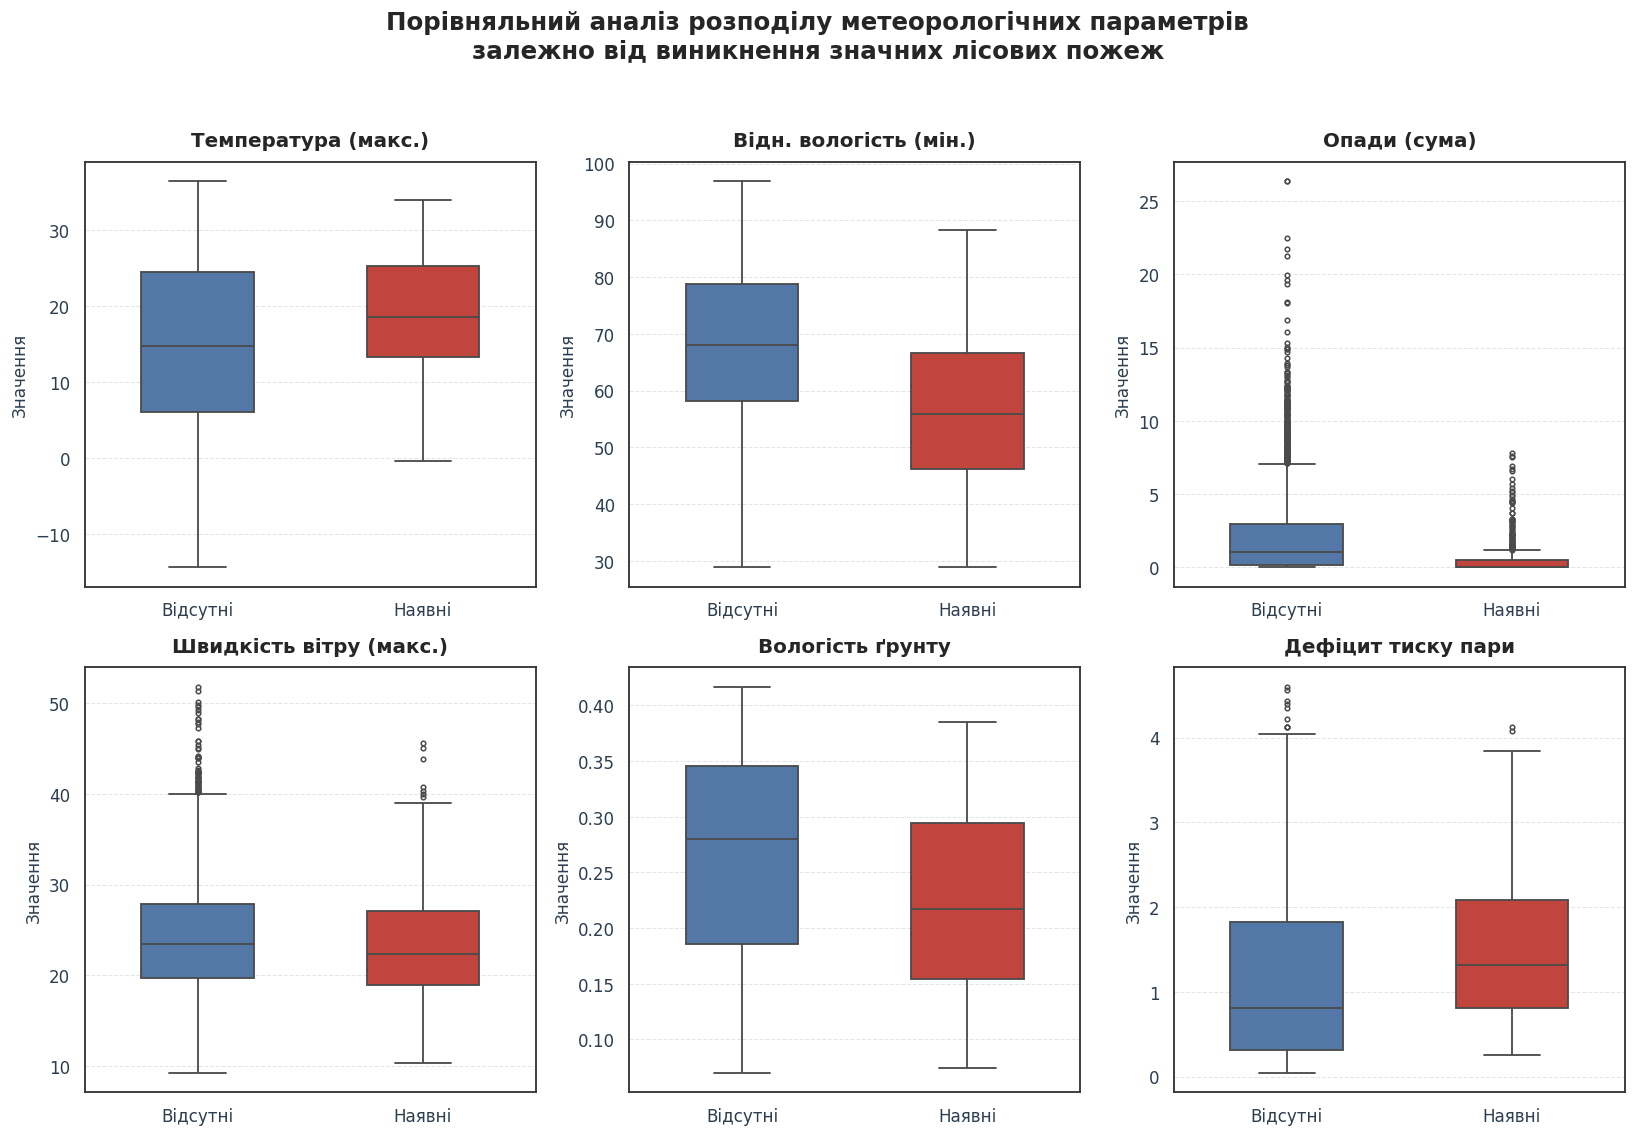 Порівняльний аналіз розподілу метеорологічних параметрів
залежно від виникнення значних лісових пожеж
Температура (макс.)
Значення
30
20
10
0
−10
Відсутні
Наявні
Відн. вологість (мін.)
Значення
100
90
80
70
60
50
40
30
Відсутні
Наявні
Опади (сума)
Значення
25
20
15
10
5
0
Відсутні
Наявні
Швидкість вітру (макс.)
Значення
50
40
30
20
10
Відсутні
Наявні
Вологість ґрунту
Значення
0.40
0.35
0.30
0.25
0.20
0.15
0.10
Відсутні
Наявні
Дефіцит тиску пари
Значення
4
3
2
1
0
Відсутні
Наявні